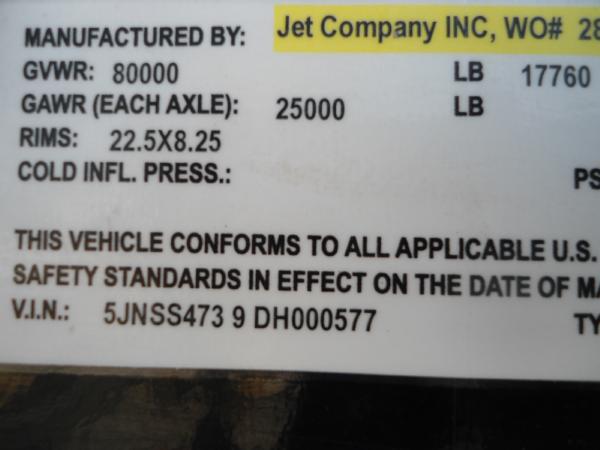 MANUFACTURED BY: Jet Company INC, WO# 28
GVWR: 80000 LB 17760
GAWR (EACH AXLE): 25000 LB
RIMS: 22.5X8.25
COLD INFL. PRESS.: PS
THIS VEHICLE CONFORMS TO ALL APPLICABLE U.S.
SAFETY STANDARDS IN EFFECT ON THE DATE OF MA
V.I.N.: 5JNSS473 9 DH000577 TY